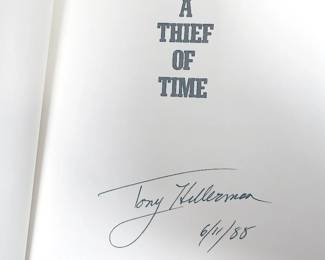 A
THIEF
OF
TIME
Tony Hillerman
6/11/88